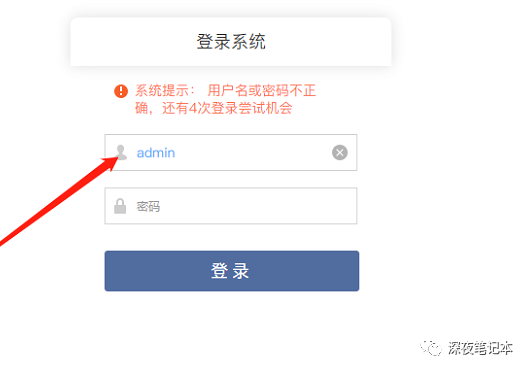 登录系统
系统提示： 用户名或密码不正
确，还有4次登录尝试机会
admin
密码
登 录
深夜笔记本